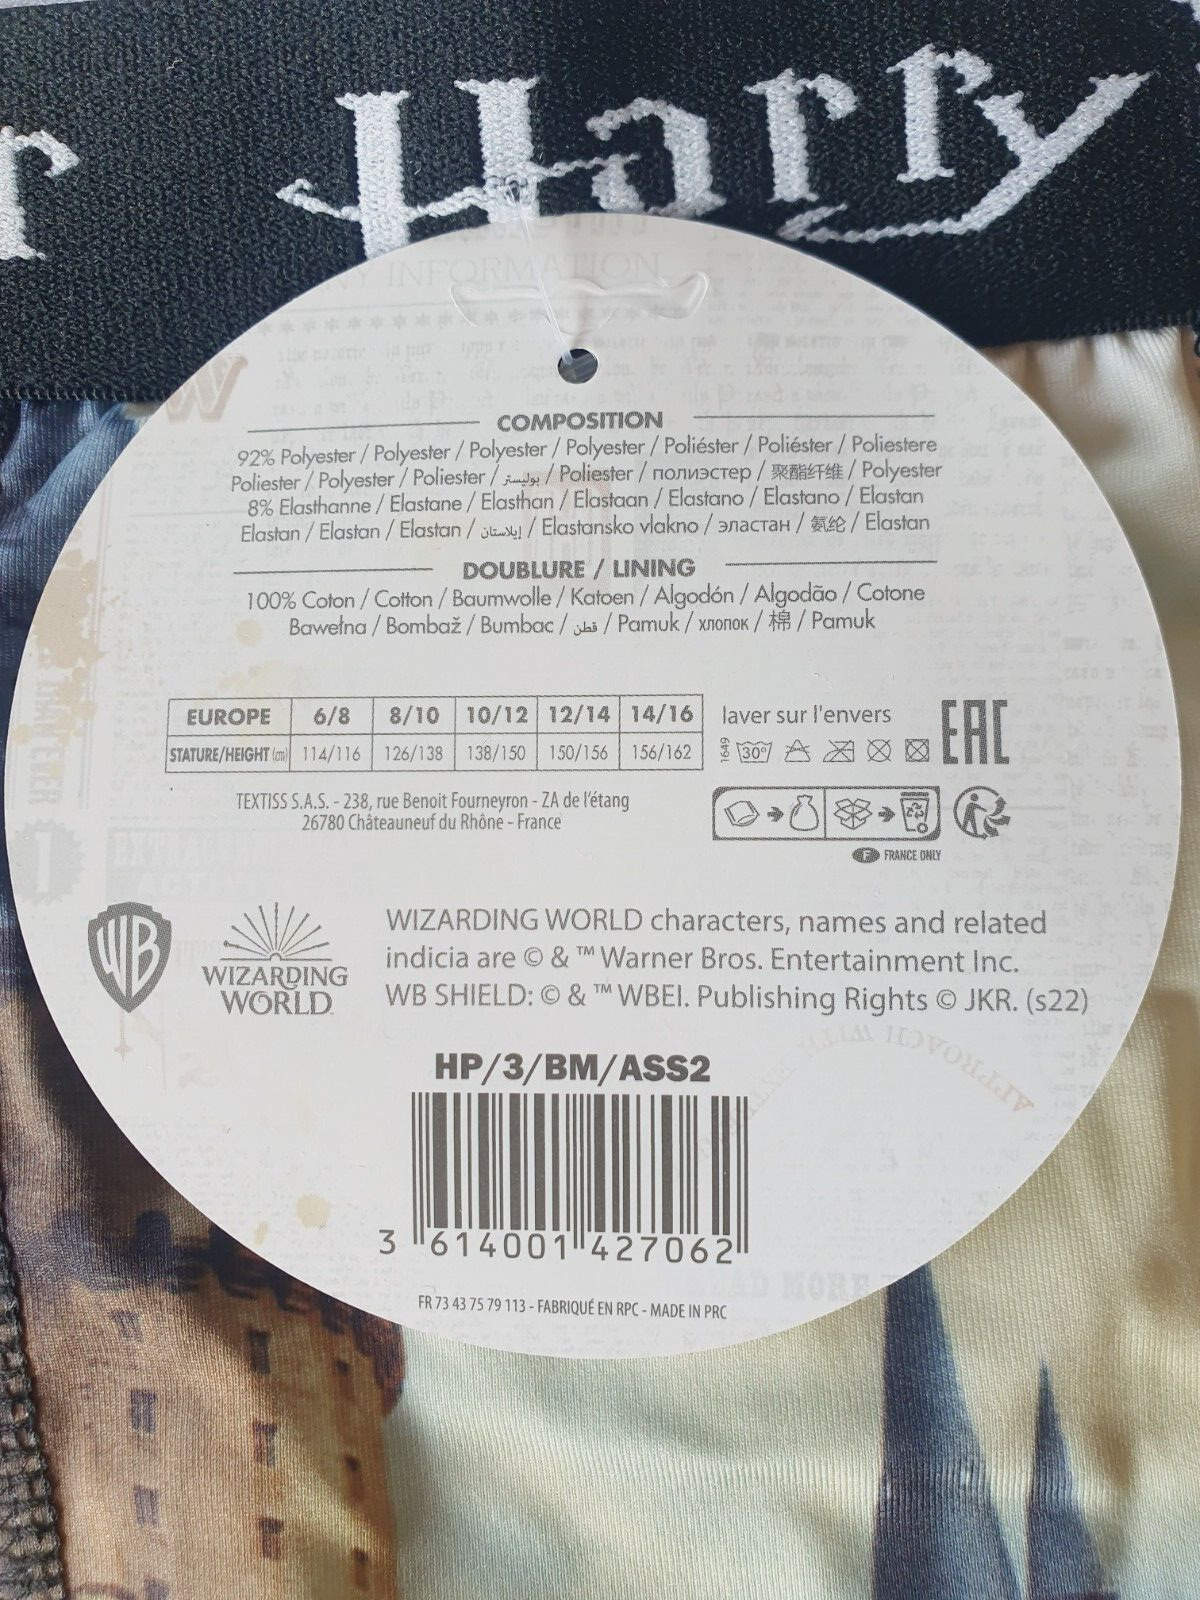 r Harry
NY INFORMATION
COMPOSITION
92% Polyester / Polyester / Polyester / Polyester / Poliéster / Poliéster / Poliestere
Poliester / Polyester / Poliester / بوليستر / Poliester / полиэстер / 聚酯纤维 / Polyester
8% Elasthanne / Elastane / Elasthan / Elastaan / Elastano / Elastano / Elastan
Elastan / Elastan / Elastan / إيلاستان / Elastansko vlakno / эластан / 氨纶 / Elastan
DOUBLURE / LINING
100% Coton / Cotton / Baumwolle / Katoen / Algodón / Algodão / Cotone
Bawełna / Bombaž / Bumbac / قطن / Pamuk / хлопок / 棉 / Pamuk
EUROPE 6/8 8/10 10/12 12/14 14/16
STATURE/HEIGHT (cm) 114/116 126/138 138/150 150/156 156/162
laver sur l'envers
1649 30°
EAC
TEXTISS S.A.S. - 238, rue Benoit Fourneyron - ZA de l'étang
26780 Châteauneuf du Rhône - France
F FRANCE ONLY
WB
WIZARDING
WORLD
WIZARDING WORLD characters, names and related
indicia are © & ™ Warner Bros. Entertainment Inc.
WB SHIELD: © & ™ WBEI. Publishing Rights © JKR. (s22)
APPROACH WITH
HP/3/BM/ASS2
3 614001 427062
FR 73 43 75 79 113 - FABRIQUÉ EN RPC - MADE IN PRC